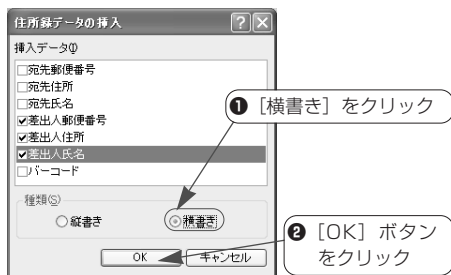 住所録データの挿入
挿入データ(I)
宛先郵便番号
宛先住所
宛先氏名
差出人郵便番号
差出人住所
差出人氏名
バーコード
種類(S)
縦書き
横書き
OK
キャンセル
❶ [横書き] をクリック
❷ [OK] ボタン
をクリック